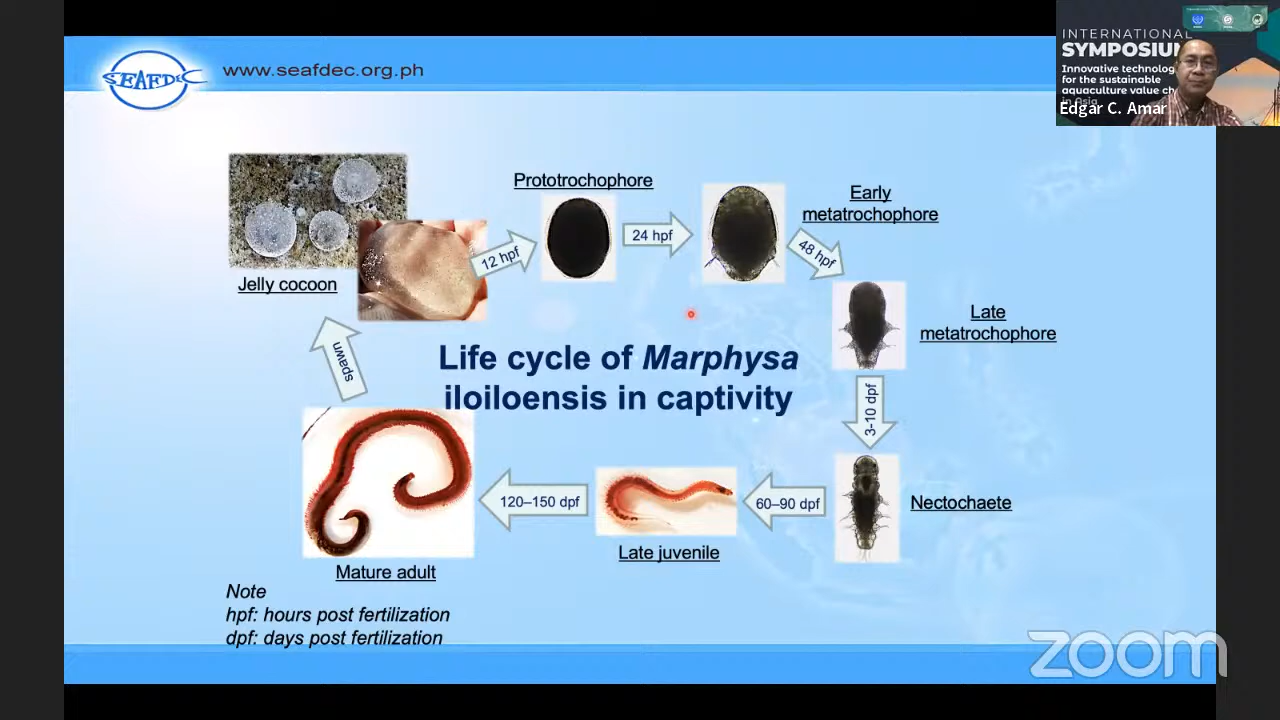 SEAFDEC
www.seafdec.org.ph
INTERNATIONAL
SYMPOSIUM
Innovative
for the sustainable
aquaculture value
in Asia
Edgar C. Amar
Prototrochophore
Early
metatrochophore
12 hpf
24 hpf
48 hpf
Jelly cocoon
Late
metatrochophore
spawn
Life cycle of Marphysa
iloiloensis in captivity
3-10 dpf
120–150 dpf
60–90 dpf
Nectochaete
Late juvenile
Mature adult
Note
hpf: hours post fertilization
dpf: days post fertilization
zoom